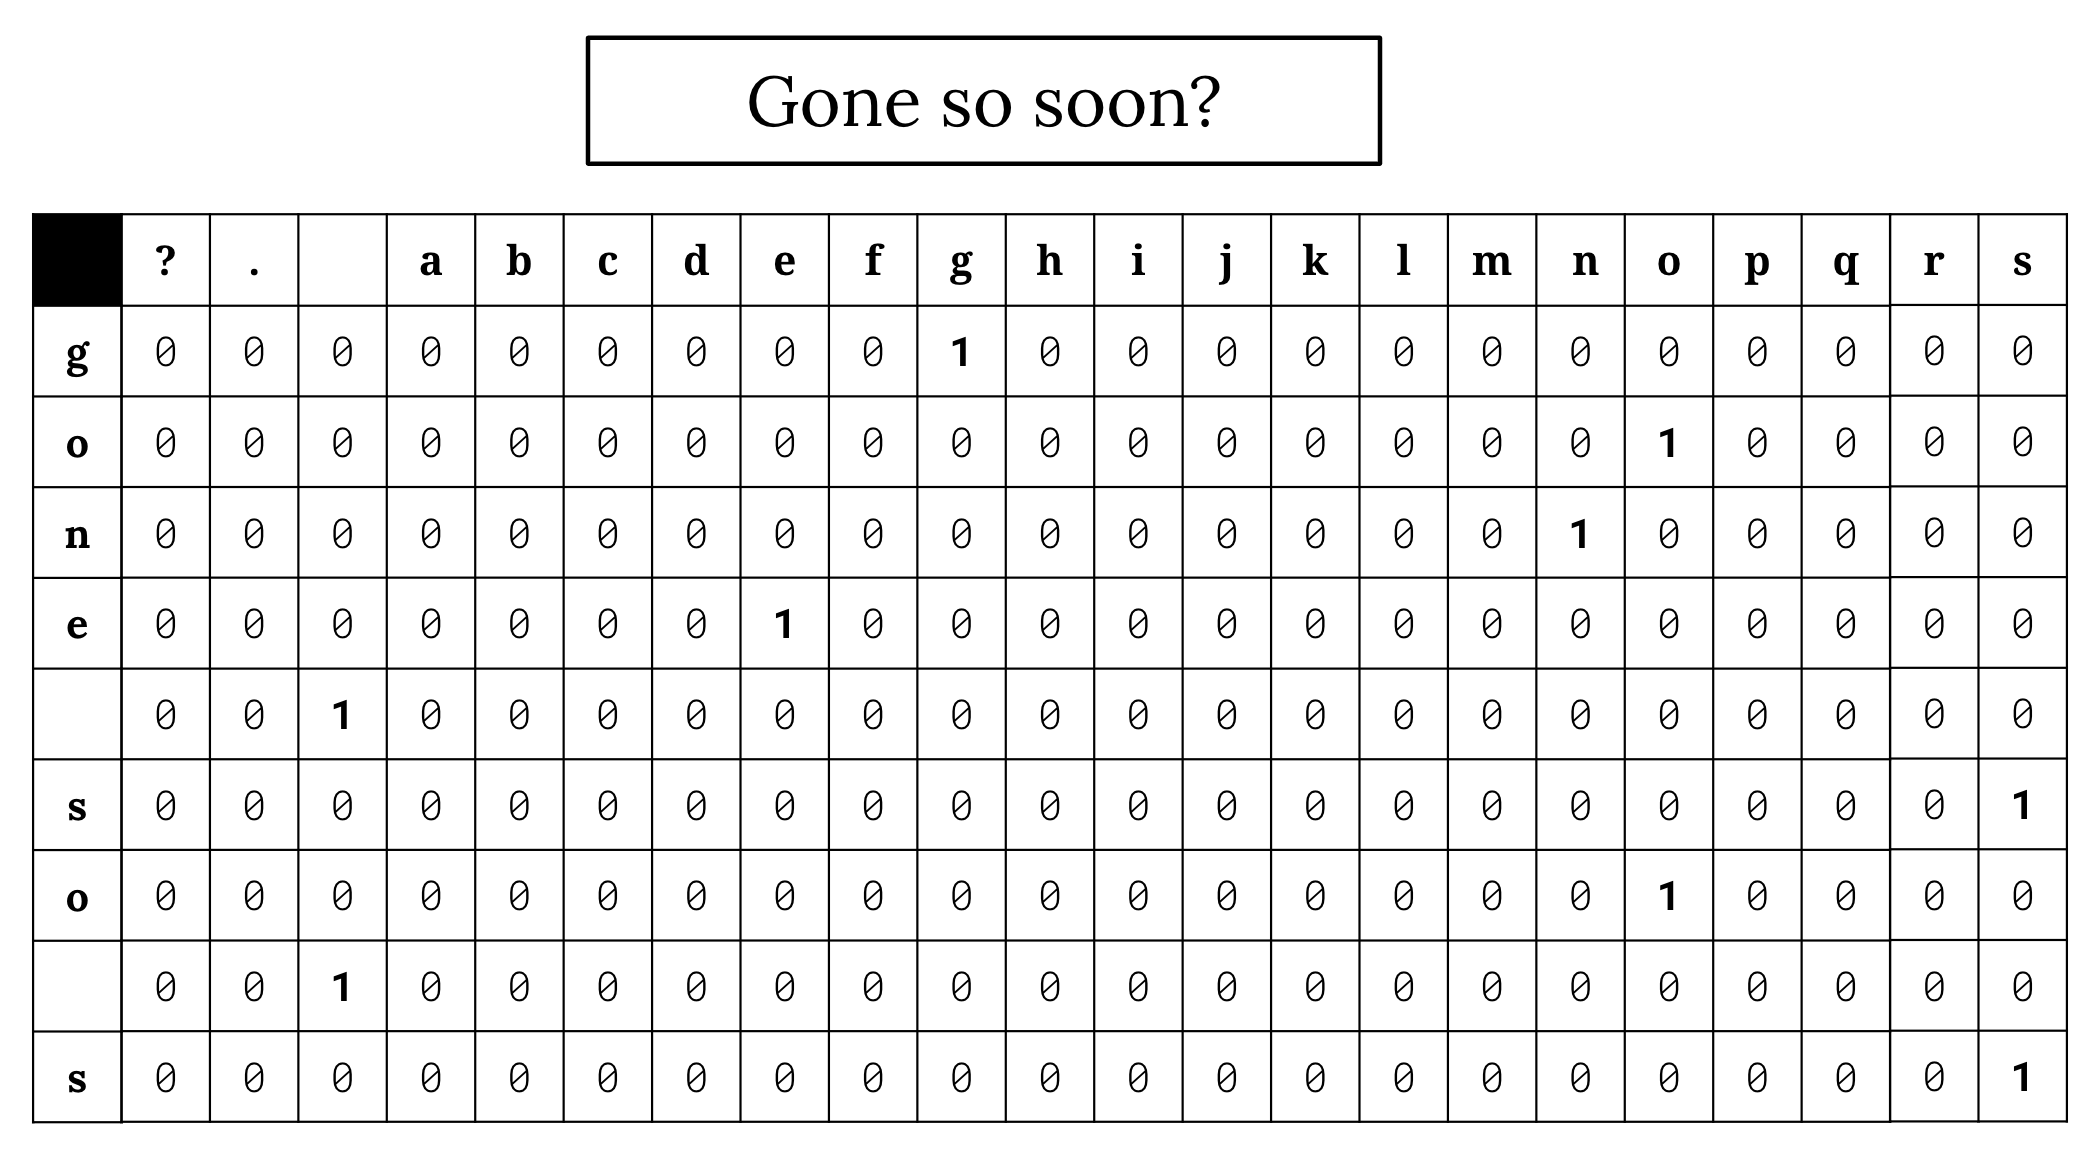 Gone so soon?
? . a b c d e f g h i j k l m n o p q r s
g 0 0 0 0 0 0 0 0 0 1 0 0 0 0 0 0 0 0 0 0 0 0
o 0 0 0 0 0 0 0 0 0 0 0 0 0 0 0 0 0 1 0 0 0 0
n 0 0 0 0 0 0 0 0 0 0 0 0 0 0 0 0 1 0 0 0 0 0
e 0 0 0 0 0 0 0 1 0 0 0 0 0 0 0 0 0 0 0 0 0 0
0 0 1 0 0 0 0 0 0 0 0 0 0 0 0 0 0 0 0 0 0 0
s 0 0 0 0 0 0 0 0 0 0 0 0 0 0 0 0 0 0 0 0 0 1
o 0 0 0 0 0 0 0 0 0 0 0 0 0 0 0 0 0 1 0 0 0 0
0 0 1 0 0 0 0 0 0 0 0 0 0 0 0 0 0 0 0 0 0 0
s 0 0 0 0 0 0 0 0 0 0 0 0 0 0 0 0 0 0 0 0 0 1